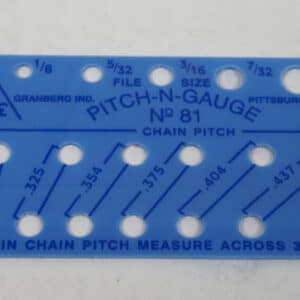 1/8 5/32 3/16 7/32
FILE SIZE
GRANBERG IND. PITCH-N-GAUGE PITTSBUR
Nº 81
CHAIN PITCH
.325 .354 .375 .404 .437
IN CHAIN PITCH MEASURE ACROSS 3